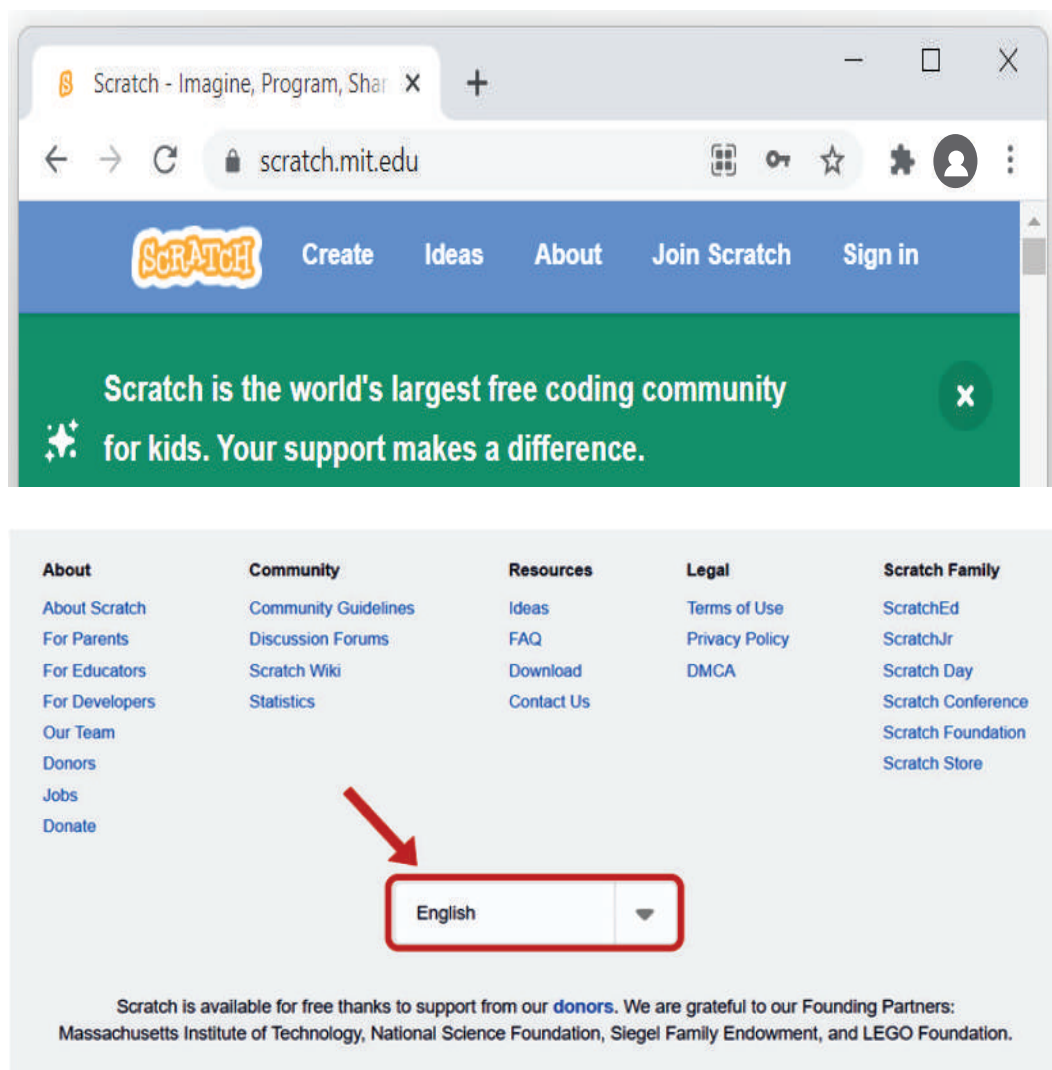 Scratch - Imagine, Program, Shar
scratch.mit.edu
SCRATCH Create Ideas About Join Scratch Sign in
Scratch is the world's largest free coding community
for kids. Your support makes a difference.
About
About Scratch
For Parents
For Educators
For Developers
Our Team
Donors
Jobs
Donate
Community
Community Guidelines
Discussion Forums
Scratch Wiki
Statistics
Resources
Ideas
FAQ
Download
Contact Us
Legal
Terms of Use
Privacy Policy
DMCA
Scratch Family
ScratchEd
ScratchJr
Scratch Day
Scratch Conference
Scratch Foundation
Scratch Store
English
Scratch is available for free thanks to support from our donors. We are grateful to our Founding Partners:
Massachusetts Institute of Technology, National Science Foundation, Siegel Family Endowment, and LEGO Foundation.